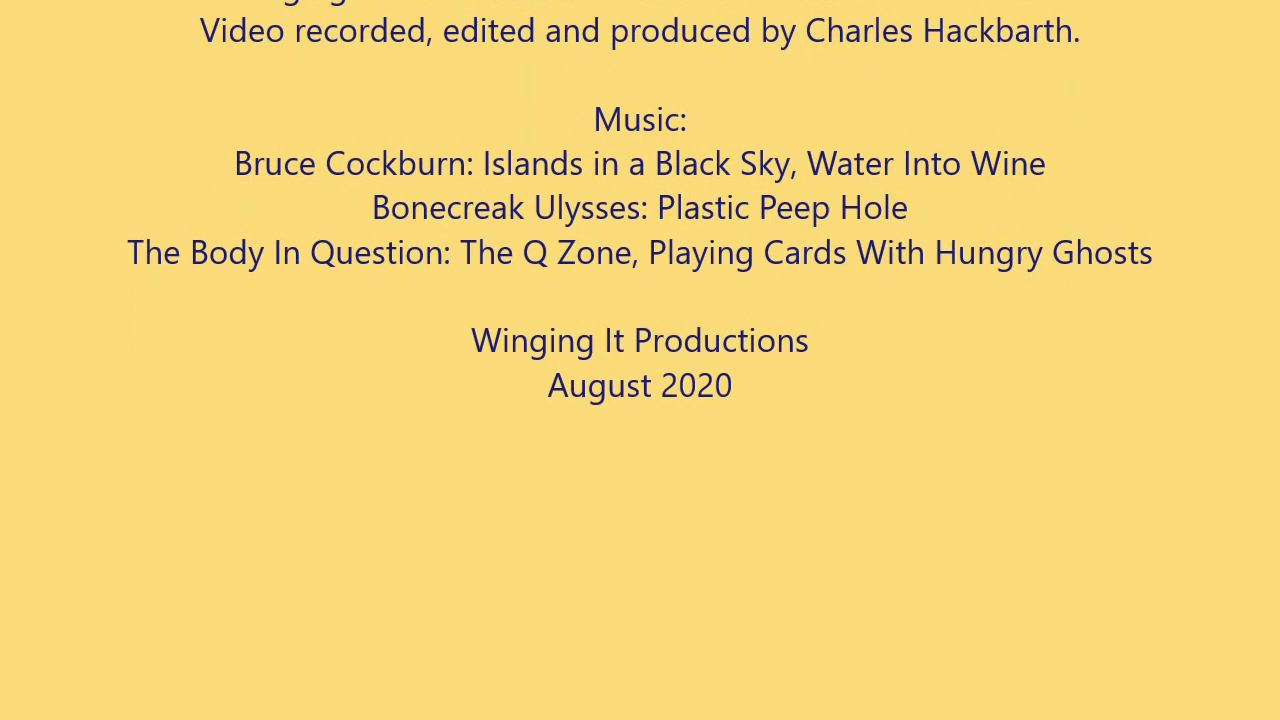 Video recorded, edited and produced by Charles Hackbarth.
Music:
Bruce Cockburn: Islands in a Black Sky, Water Into Wine
Bonecreak Ulysses: Plastic Peep Hole
The Body In Question: The Q Zone, Playing Cards With Hungry Ghosts
Winging It Productions
August 2020